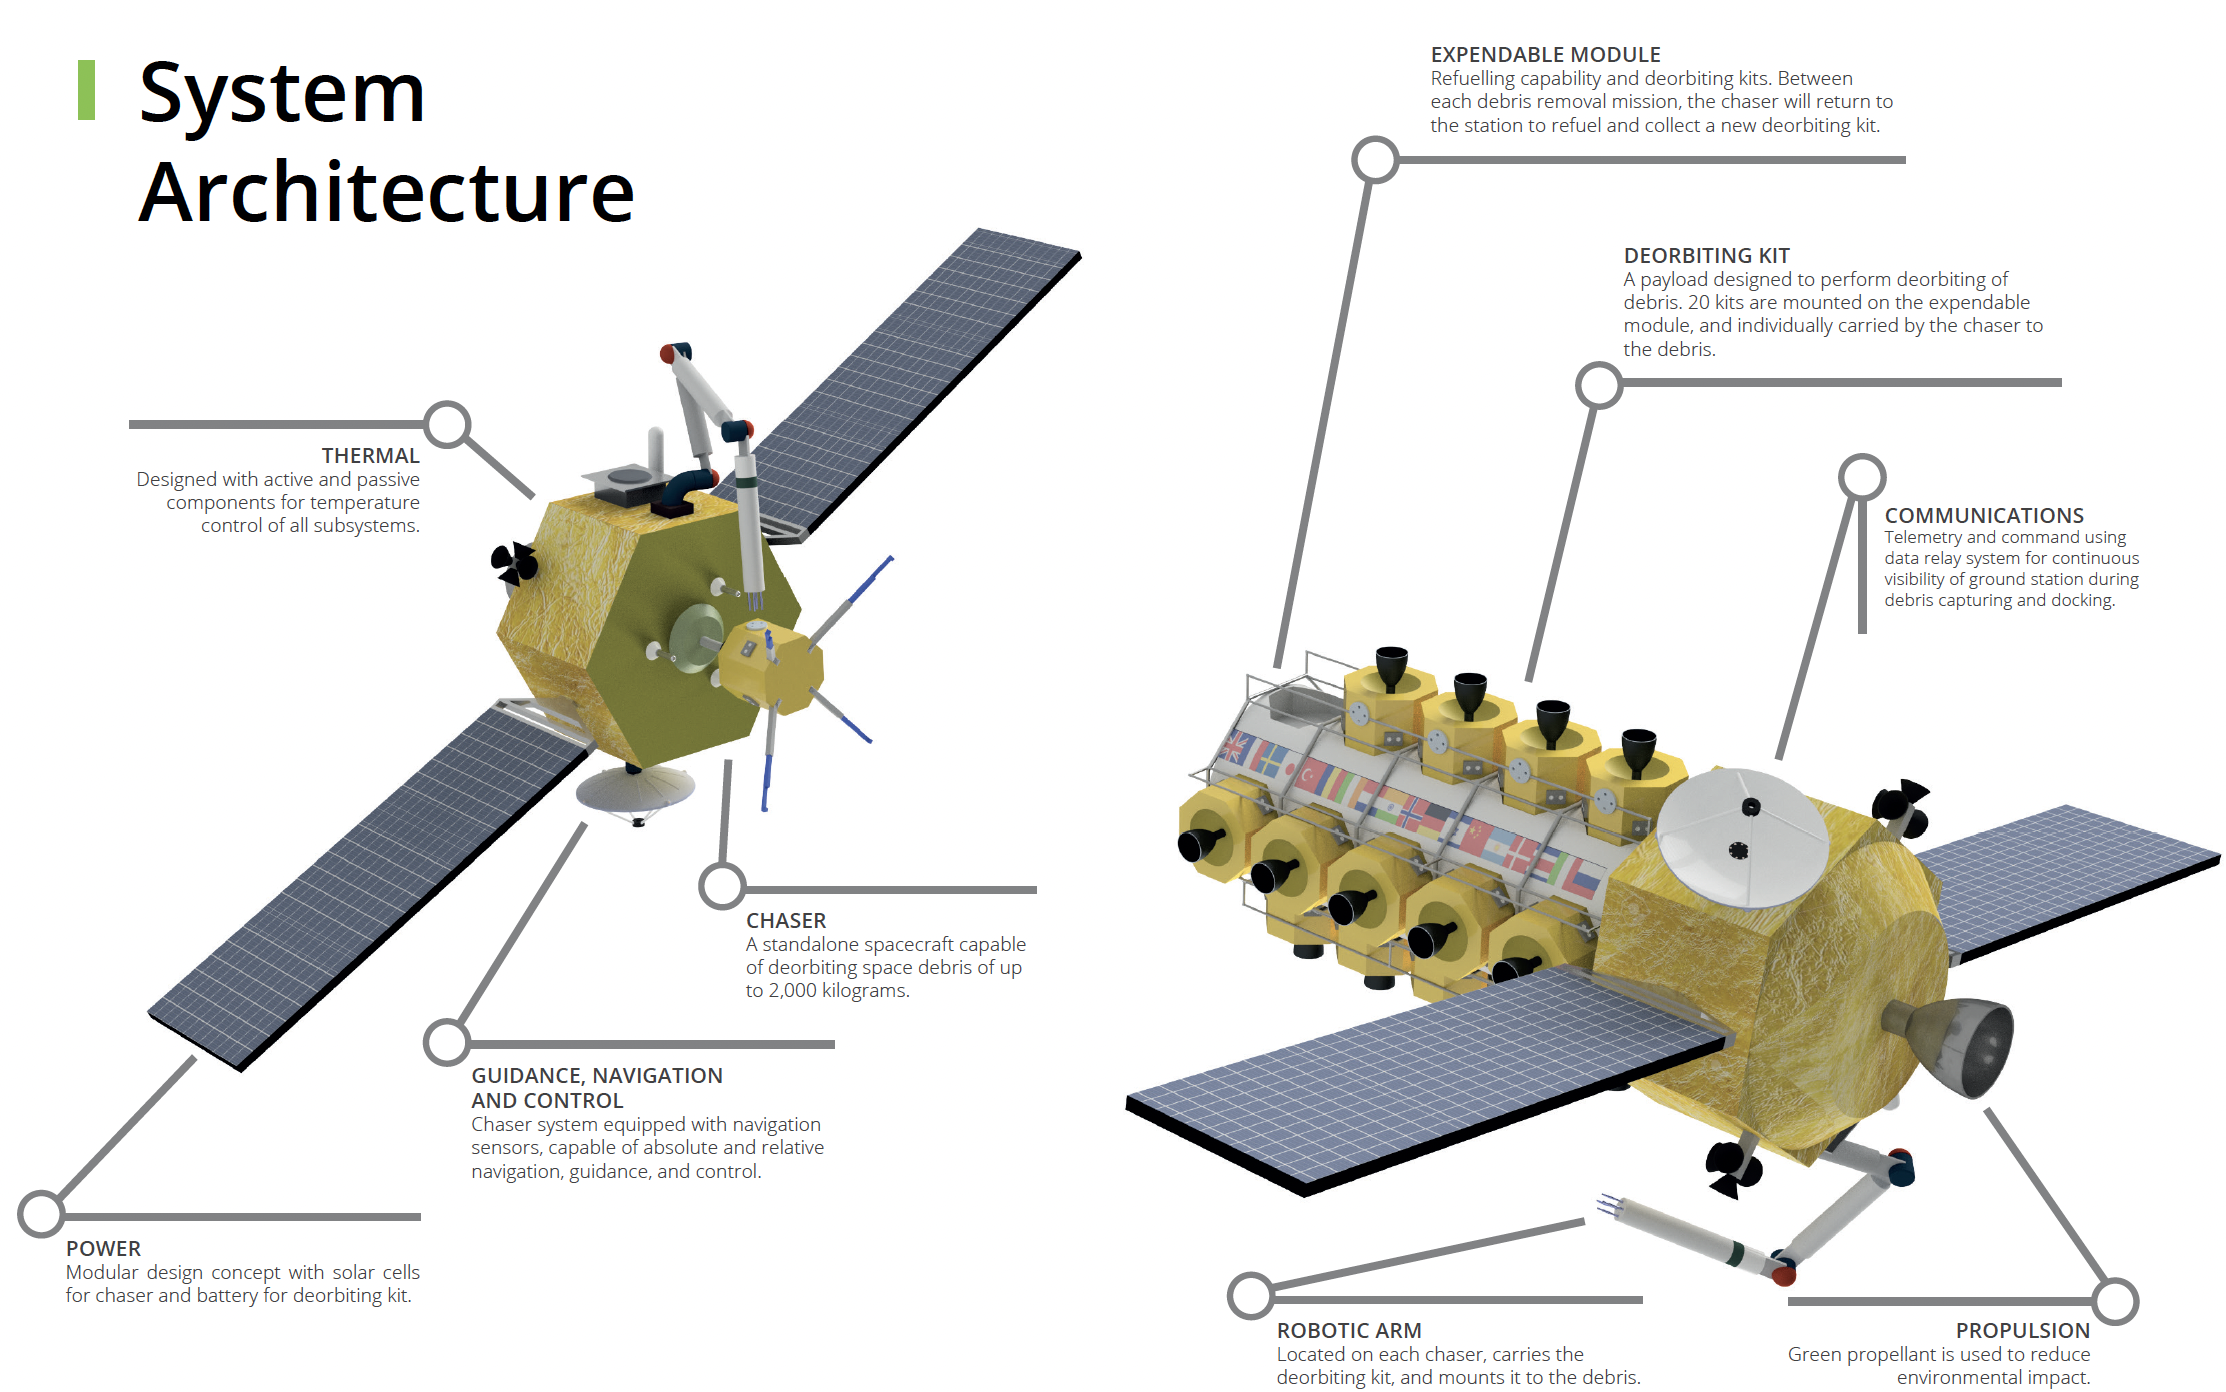 System
Architecture
THERMAL
Designed with active and passive
components for temperature
control of all subsystems.
CHASER
A standalone spacecraft capable
of deorbiting space debris of up
to 2,000 kilograms.
GUIDANCE, NAVIGATION
AND CONTROL
Chaser system equipped with navigation
sensors, capable of absolute and relative
navigation, guidance, and control.
POWER
Modular design concept with solar cells
for chaser and battery for deorbiting kit.
EXPENDABLE MODULE
Refuelling capability and deorbiting kits. Between
each debris removal mission, the chaser will return to
the station to refuel and collect a new deorbiting kit.
DEORBITING KIT
A payload designed to perform deorbiting of
debris. 20 kits are mounted on the expendable
module, and individually carried by the chaser to
the debris.
COMMUNICATIONS
Telemetry and command using
data relay system for continuous
visibility of ground station during
debris capturing and docking.
ROBOTIC ARM
Located on each chaser, carries the
deorbiting kit, and mounts it to the debris.
PROPULSION
Green propellant is used to reduce
environmental impact.